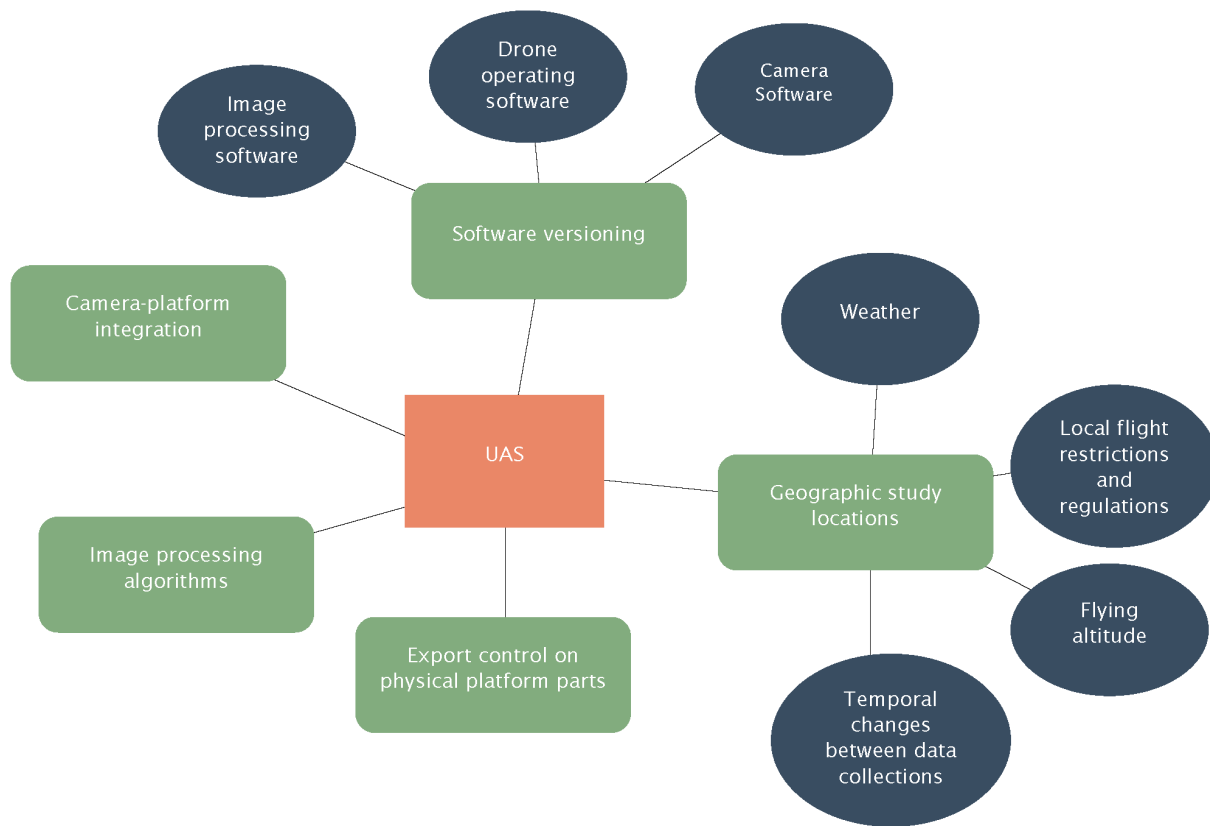 Drone
operating
software
Camera
Software
Image
processing
software
Software versioning
Camera-platform
integration
Weather
UAS
Local flight
restrictions
and
regulations
Geographic study
locations
Image processing
algorithms
Flying
altitude
Export control on
physical platform parts
Temporal
changes
between data
collections